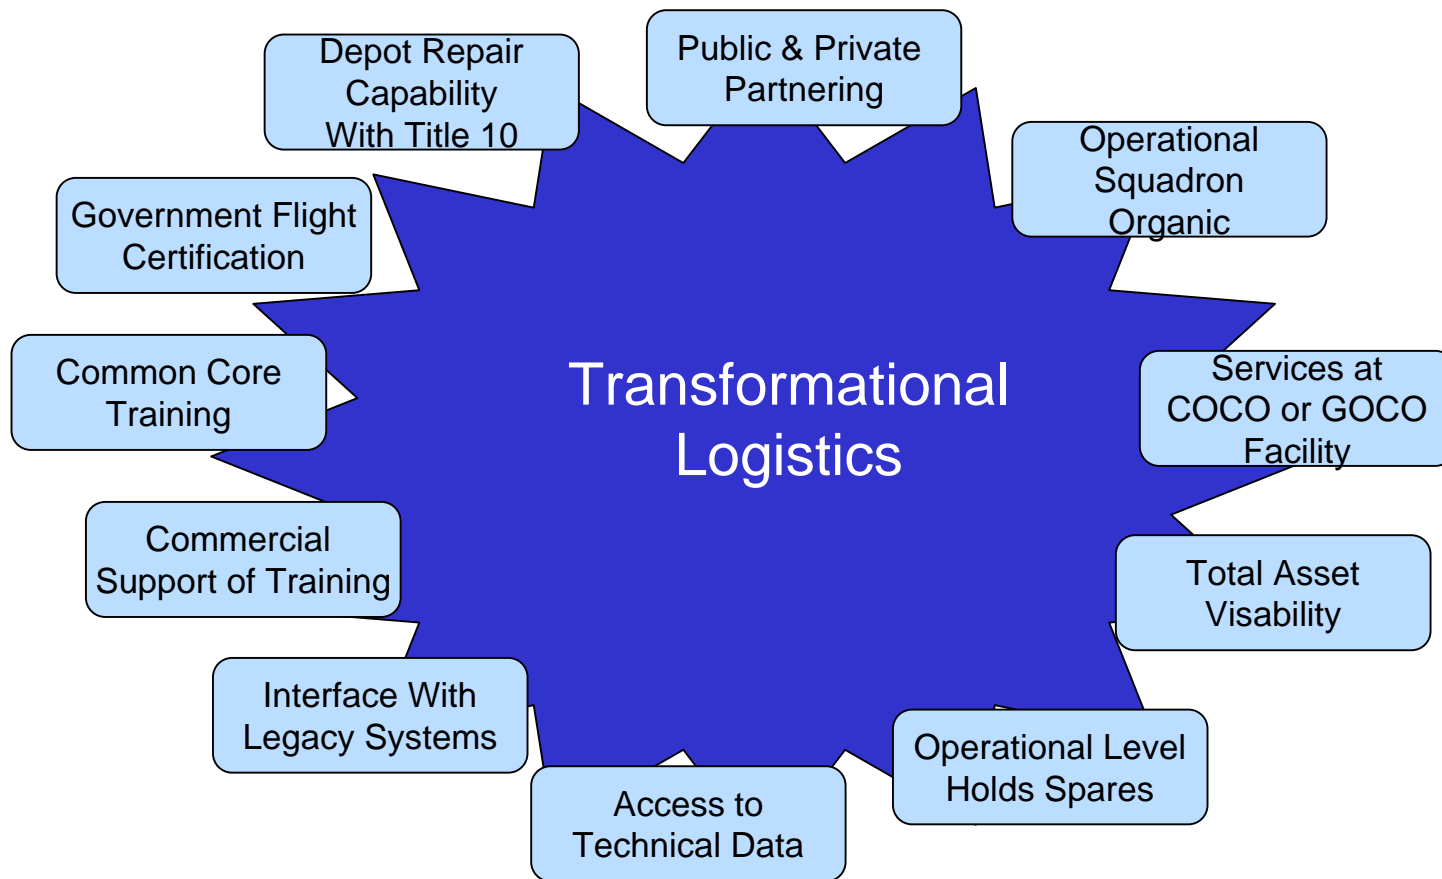 Depot Repair
Capability
With Title 10
Public & Private
Partnering
Operational
Squadron
Organic
Government Flight
Certification
Common Core
Training
Transformational
Logistics
Services at
COCO or GOCO
Facility
Commercial
Support of Training
Total Asset
Visability
Interface With
Legacy Systems
Operational Level
Holds Spares
Access to
Technical Data